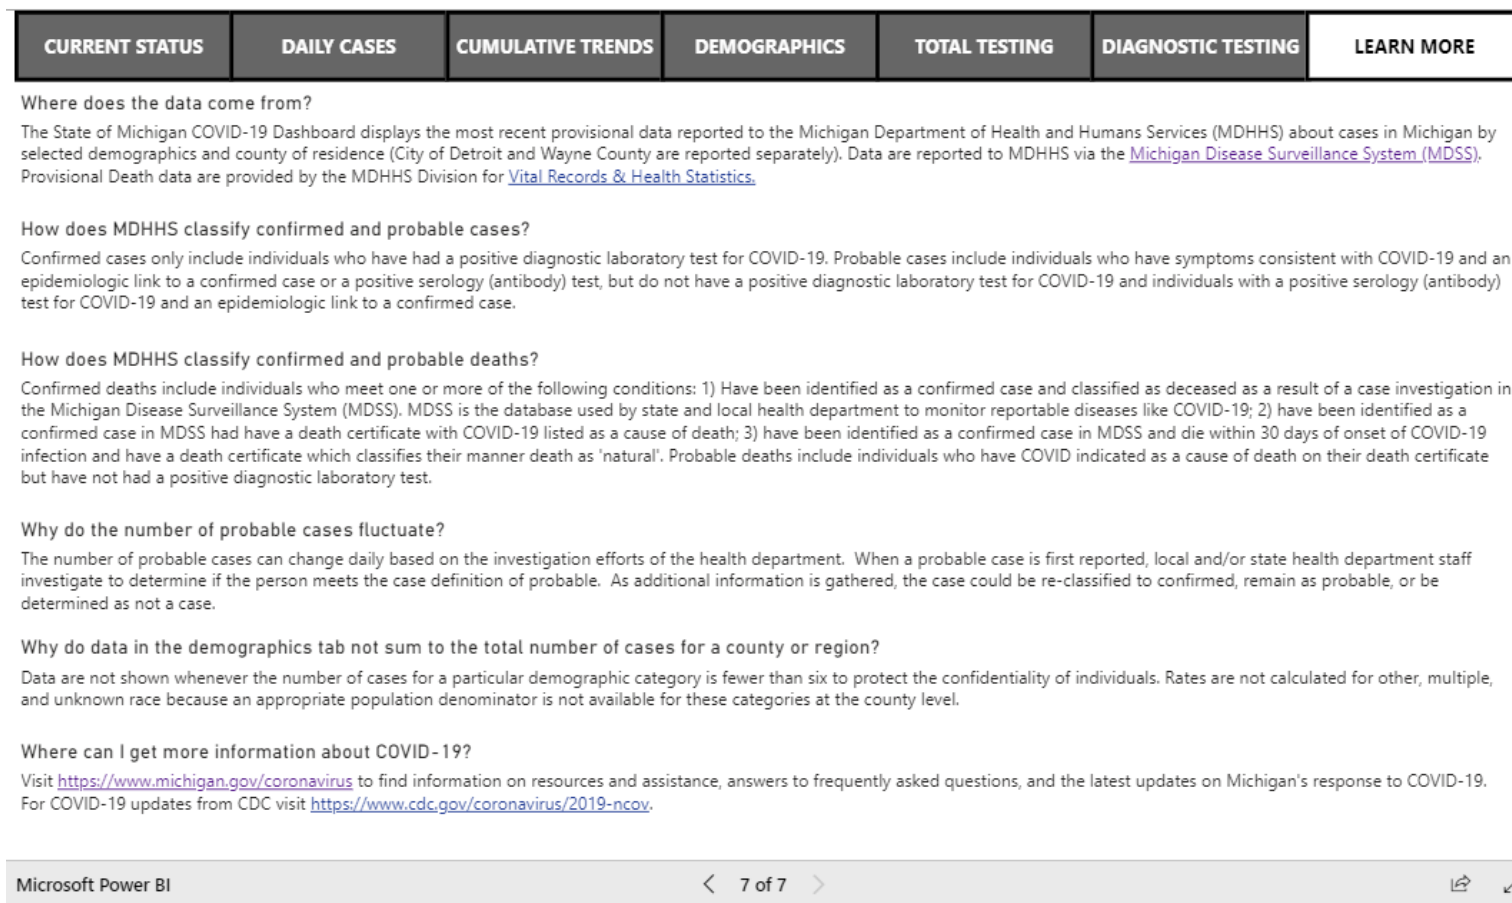 CURRENT STATUS DAILY CASES CUMULATIVE TRENDS DEMOGRAPHICS TOTAL TESTING DIAGNOSTIC TESTING LEARN MORE
Where does the data come from?
The State of Michigan COVID-19 Dashboard displays the most recent provisional data reported to the Michigan Department of Health and Humans Services (MDHHS) about cases in Michigan by
selected demographics and county of residence (City of Detroit and Wayne County are reported separately). Data are reported to MDHHS via the Michigan Disease Surveillance System (MDSS).
Provisional Death data are provided by the MDHHS Division for Vital Records & Health Statistics.
How does MDHHS classify confirmed and probable cases?
Confirmed cases only include individuals who have had a positive diagnostic laboratory test for COVID-19. Probable cases include individuals who have symptoms consistent with COVID-19 and an
epidemiologic link to a confirmed case or a positive serology (antibody) test, but do not have a positive diagnostic laboratory test for COVID-19 and individuals with a positive serology (antibody)
test for COVID-19 and an epidemiologic link to a confirmed case.
How does MDHHS classify confirmed and probable deaths?
Confirmed deaths include individuals who meet one or more of the following conditions: 1) Have been identified as a confirmed case and classified as deceased as a result of a case investigation in
the Michigan Disease Surveillance System (MDSS). MDSS is the database used by state and local health department to monitor reportable diseases like COVID-19; 2) have been identified as a
confirmed case in MDSS had have a death certificate with COVID-19 listed as a cause of death; 3) have been identified as a confirmed case in MDSS and die within 30 days of onset of COVID-19
infection and have a death certificate which classifies their manner death as 'natural'. Probable deaths include individuals who have COVID indicated as a cause of death on their death certificate
but have not had a positive diagnostic laboratory test.
Why do the number of probable cases fluctuate?
The number of probable cases can change daily based on the investigation efforts of the health department. When a probable case is first reported, local and/or state health department staff
investigate to determine if the person meets the case definition of probable. As additional information is gathered, the case could be re-classified to confirmed, remain as probable, or be
determined as not a case.
Why do data in the demographics tab not sum to the total number of cases for a county or region?
Data are not shown whenever the number of cases for a particular demographic category is fewer than six to protect the confidentiality of individuals. Rates are not calculated for other, multiple,
and unknown race because an appropriate population denominator is not available for these categories at the county level.
Where can I get more information about COVID-19?
Visit https://www.michigan.gov/coronavirus to find information on resources and assistance, answers to frequently asked questions, and the latest updates on Michigan's response to COVID-19.
For COVID-19 updates from CDC visit https://www.cdc.gov/coronavirus/2019-ncov.
Microsoft Power BI 7 of 7